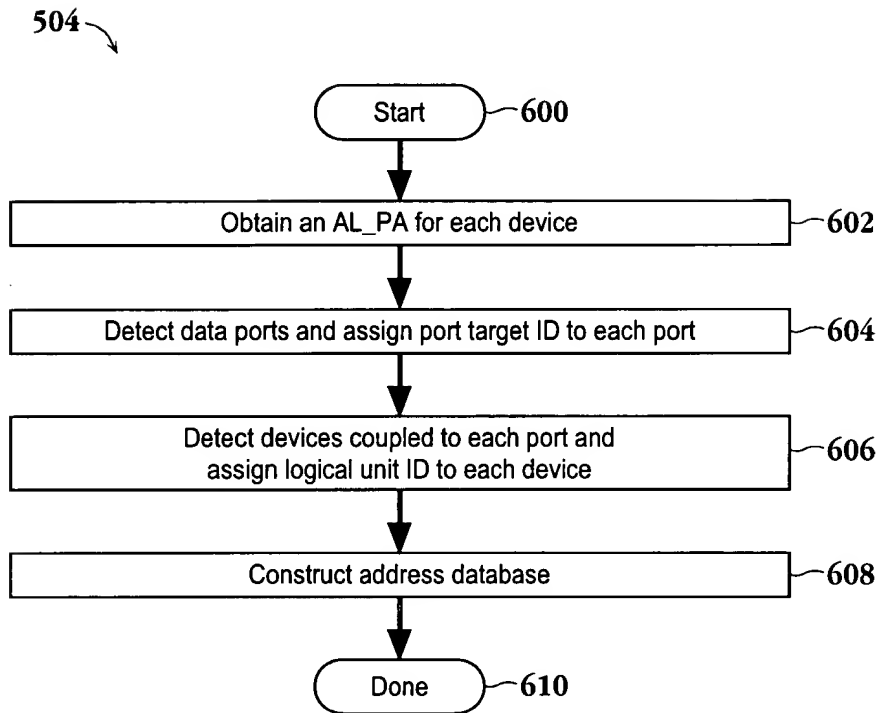 504
Start
600
Obtain an AL_PA for each device
602
Detect data ports and assign port target ID to each port
604
Detect devices coupled to each port and
assign logical unit ID to each device
606
Construct address database
608
Done
610